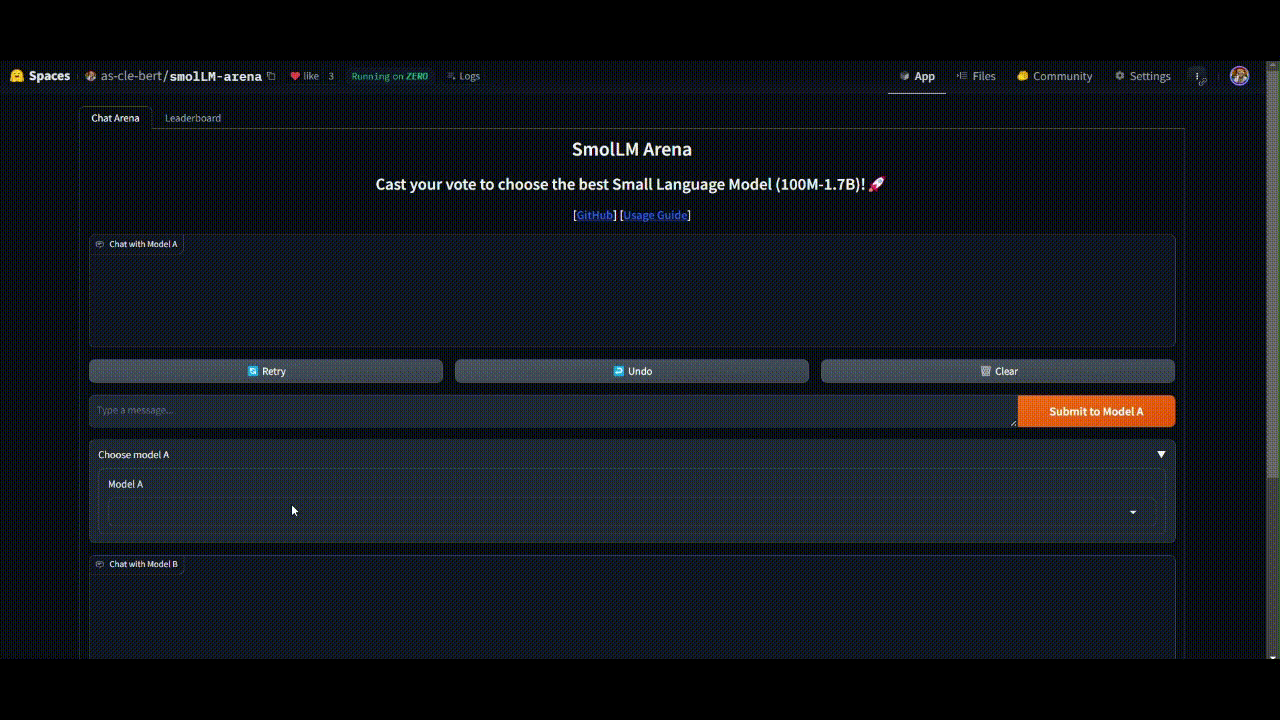 Spaces as-cle-bert/smolLM-arena like 3 Running on ZERO Logs App Files Community Settings
Chat Arena Leaderboard
SmolLM Arena
Cast your vote to choose the best Small Language Model (100M-1.7B)! 🚀
[GitHub] [Usage Guide]
Chat with Model A
Retry Undo Clear
Type a message...
Submit to Model A
Choose model A
Model A
Chat with Model B